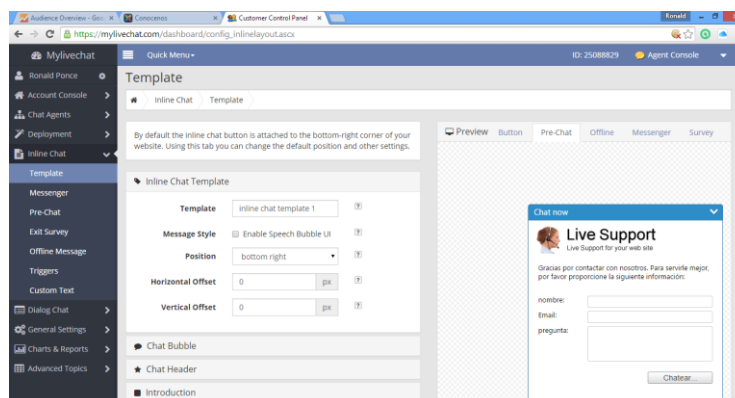 Audience Overview - Goo
Conocenos
Customer Control Panel
Ronald
https://mylivechat.com/dashboard/config_inlinelayout.ascx
Mylivechat
Quick Menu
ID: 25088829
Agent Console
Ronald Ponce
Account Console
Chat Agents
Deployment
Inline Chat
Template
Messenger
Pre-Chat
Exit Survey
Offline Message
Triggers
Custom Text
Dialog Chat
General Settings
Charts & Reports
Advanced Topics
Template
Inline Chat
Template
By default the inline chat button is attached to the bottom-right corner of your
website. Using this tab you can change the default position and other settings.
Inline Chat Template
Template inline chat template 1 ?
Message Style Enable Speech Bubble UI ?
Position bottom right ?
Horizontal Offset 0 px ?
Vertical Offset 0 px ?
Chat Bubble
Chat Header
Introduction
Preview Button Pre-Chat Offline Messenger Survey
Chat now
Live Support
Live Support for your web site
Gracias por contactar con nosotros. Para servirle mejor,
por favor proporcione la siguiente información:
nombre:
Email:
pregunta:
Chatear...